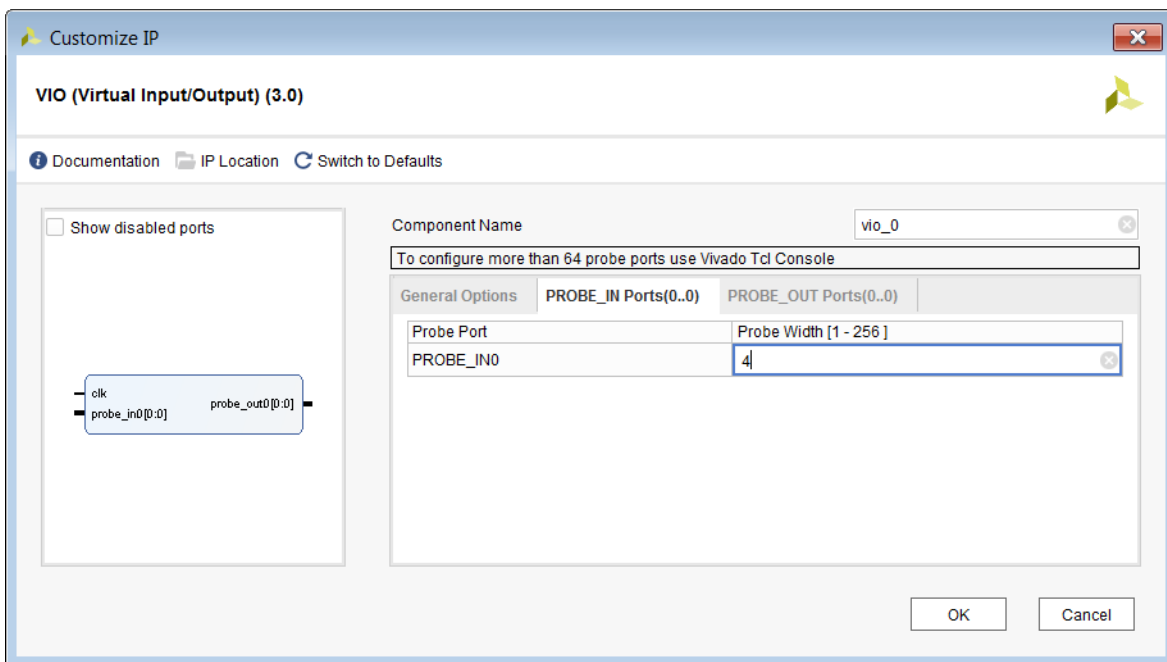 Customize IP
VIO (Virtual Input/Output) (3.0)
Documentation IP Location Switch to Defaults
Show disabled ports
clk
probe_in0[0:0]
probe_out0[0:0]
Component Name vio_0
To configure more than 64 probe ports use Vivado Tcl Console
General Options PROBE_IN Ports(0..0) PROBE_OUT Ports(0..0)
Probe Port Probe Width [1 - 256 ]
PROBE_IN0 4
OK Cancel